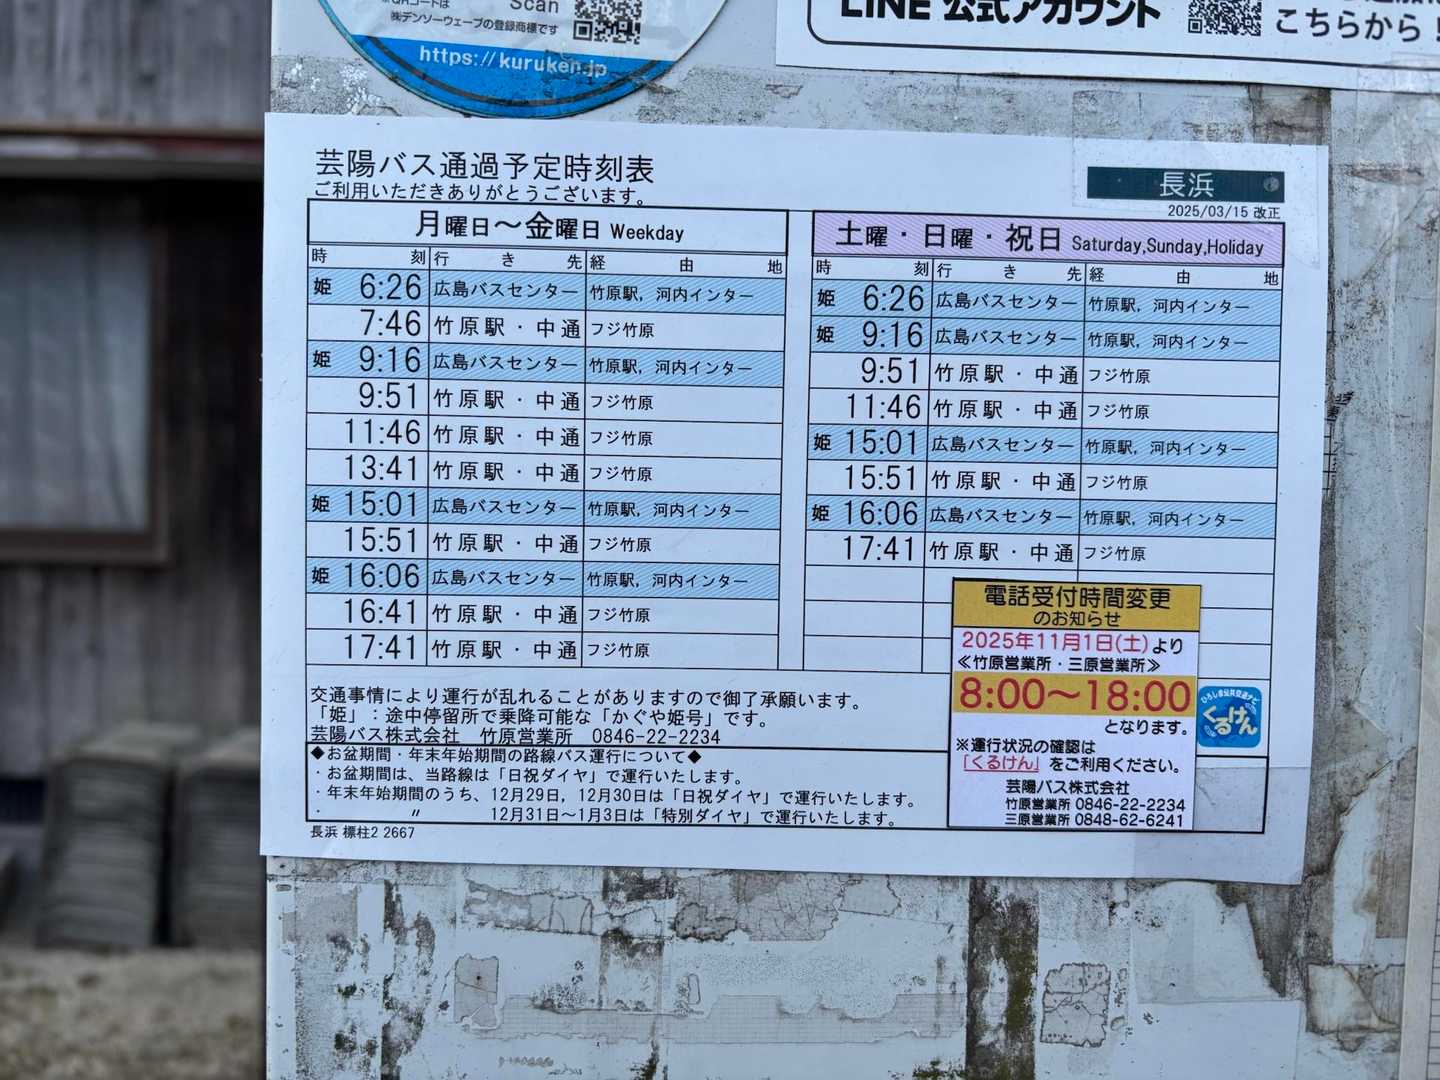 QRコードは
㈱デンソーウェーブの登録商標です
Scan
https://kuruken.jp
LINE 公式アカウント
こちらから!
芸陽バス通過予定時刻表
ご利用いただきありがとうございます。
長浜
2025/03/15 改正
月曜日~金曜日 Weekday
時刻 行き先 経由地
姫 6:26 広島バスセンター 竹原駅，河内インター
7:46 竹原駅・中通 フジ竹原
姫 9:16 広島バスセンター 竹原駅，河内インター
9:51 竹原駅・中通 フジ竹原
11:46 竹原駅・中通 フジ竹原
13:41 竹原駅・中通 フジ竹原
姫 15:01 広島バスセンター 竹原駅，河内インター
15:51 竹原駅・中通 フジ竹原
姫 16:06 広島バスセンター 竹原駅，河内インター
16:41 竹原駅・中通 フジ竹原
17:41 竹原駅・中通 フジ竹原
土曜・日曜・祝日 Saturday,Sunday,Holiday
時刻 行き先 経由地
姫 6:26 広島バスセンター 竹原駅，河内インター
姫 9:16 広島バスセンター 竹原駅，河内インター
9:51 竹原駅・中通 フジ竹原
11:46 竹原駅・中通 フジ竹原
姫 15:01 広島バスセンター 竹原駅，河内インター
15:51 竹原駅・中通 フジ竹原
姫 16:06 広島バスセンター 竹原駅，河内インター
17:41 竹原駅・中通 フジ竹原
交通事情により運行が乱れることがありますので御了承願います。
「姫」：途中停留所で乗降可能な「かぐや姫号」です。
芸陽バス株式会社 竹原営業所 0846-22-2234
◆お盆期間・年末年始期間の路線バス運行について◆
・お盆期間は、当路線は「日祝ダイヤ」で運行いたします。
・年末年始期間のうち、12月29日，12月30日は「日祝ダイヤ」で運行いたします。
・ 〃 12月31日~1月3日は「特別ダイヤ」で運行いたします。
長浜 標柱2 2667
電話受付時間変更
のお知らせ
2025年11月1日(土)より
≪竹原営業所・三原営業所≫
8:00~18:00
となります。
※運行状況の確認は
「くるけん」をご利用ください。
芸陽バス株式会社
竹原営業所 0846-22-2234
三原営業所 0848-62-6241
ひろしま公共交通ナビ
くるけん